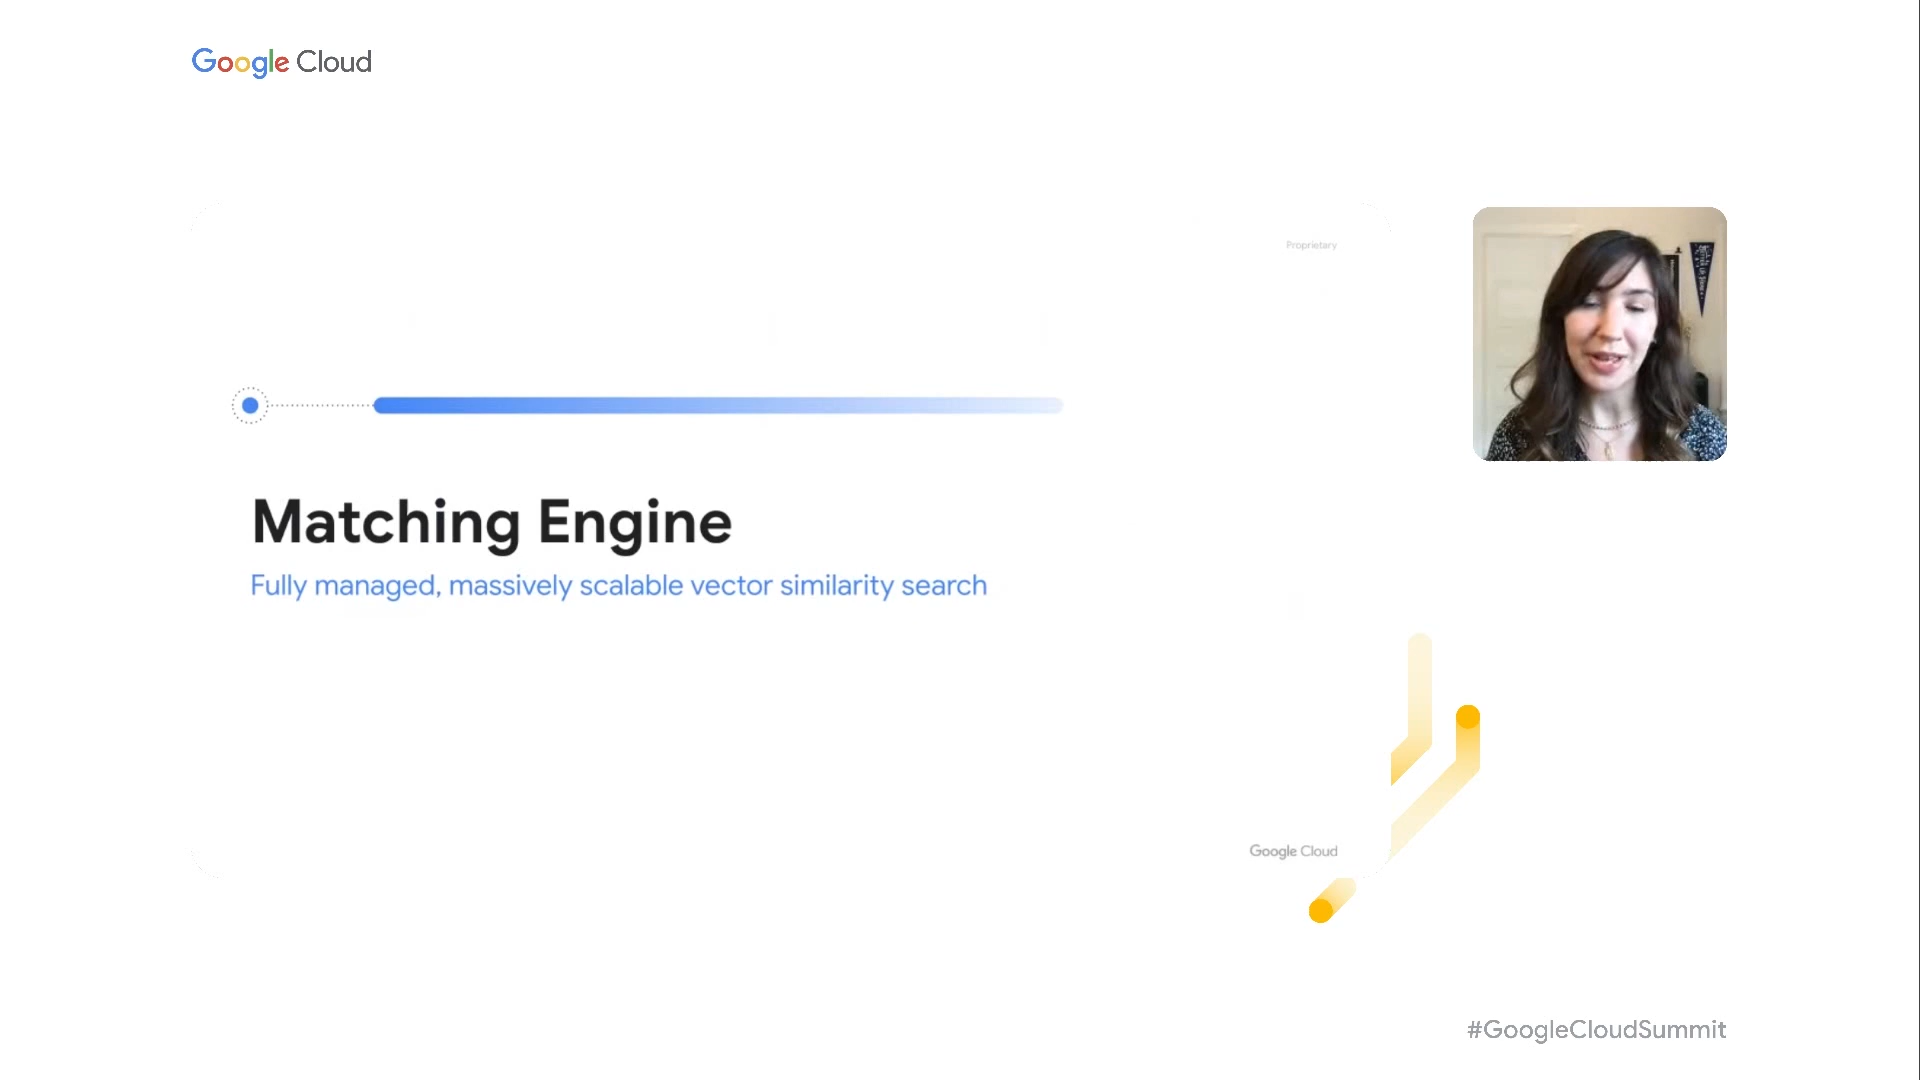 Google Cloud
Proprietary
Matching Engine
Fully managed, massively scalable vector similarity search
Google Cloud
#GoogleCloudSummit